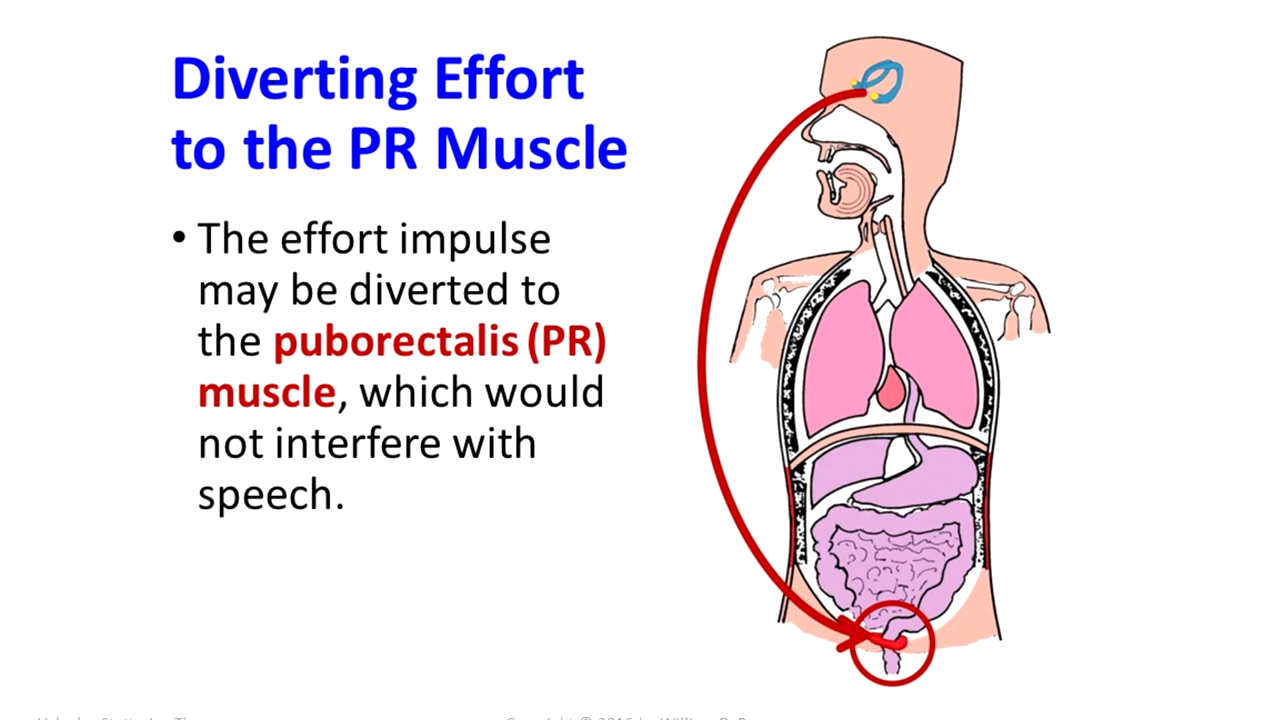 Diverting Effort
to the PR Muscle
• The effort impulse
may be diverted to
the puborectalis (PR)
muscle, which would
not interfere with
speech.